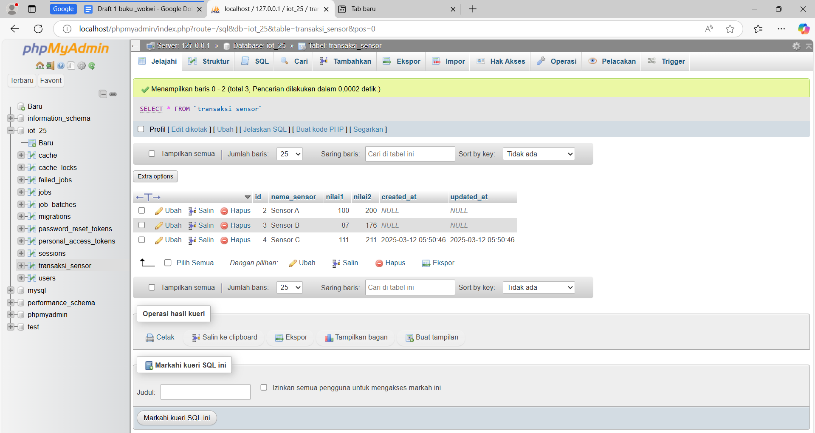 Google
1 buku _wokwi - Google Do
localhost / 127.0.0.1 / iot_25 / tra
Tab baru
localhost/phpmyadmin/index.php?route=/sql&db=iot_25&table=transaksi_sensor&pos=0
phpMyAdmin
Terbaru Favorit
Baru
information_schema
iot_25
Baru
cache
cache_locks
failed_jobs
jobs
job_batches
migrations
password_reset_tokens
personal_access_tokens
sessions
transaksi_sensor
users
mysql
performance_schema
phpmyadmin
test
Server: 127.0.0.1 » Database: iot_25 » Tabel: transaksi_sensor
Jelajahi Struktur SQL Cari Tambahkan Ekspor Impor Hak Akses Operasi Pelacakan Trigger
Menampilkan baris 0 - 2 (total 3, Pencarian dilakukan dalam 0,0002 detik.)
SELECT * FROM `transaksi_sensor`
Profil [ Edit dikotak ] [ Ubah ] [ Jelaskan SQL ] [ Buat kode PHP ] [ Segarkan ]
Tampilkan semua | Jumlah baris: 25 Saring baris: Cari di tabel ini Sort by key: Tidak ada
Extra options
←T→ id nama_sensor nilai1 nilai2 created_at updated_at
Ubah Salin Hapus 2 Sensor A 100 200 NULL NULL
Ubah Salin Hapus 3 Sensor B 87 176 NULL NULL
Ubah Salin Hapus 4 Sensor C 111 211 2025-03-12 05:50:46 2025-03-12 05:50:46
Pilih Semua Dengan pilihan: Ubah Salin Hapus Ekspor
Tampilkan semua | Jumlah baris: 25 Saring baris: Cari di tabel ini Sort by key: Tidak ada
Operasi hasil kueri
Cetak Salin ke clipboard Ekspor Tampilkan bagan Buat tampilan
Markahi kueri SQL ini
Judul: Izinkan semua pengguna untuk mengakses markah ini
Markahi kueri SQL ini